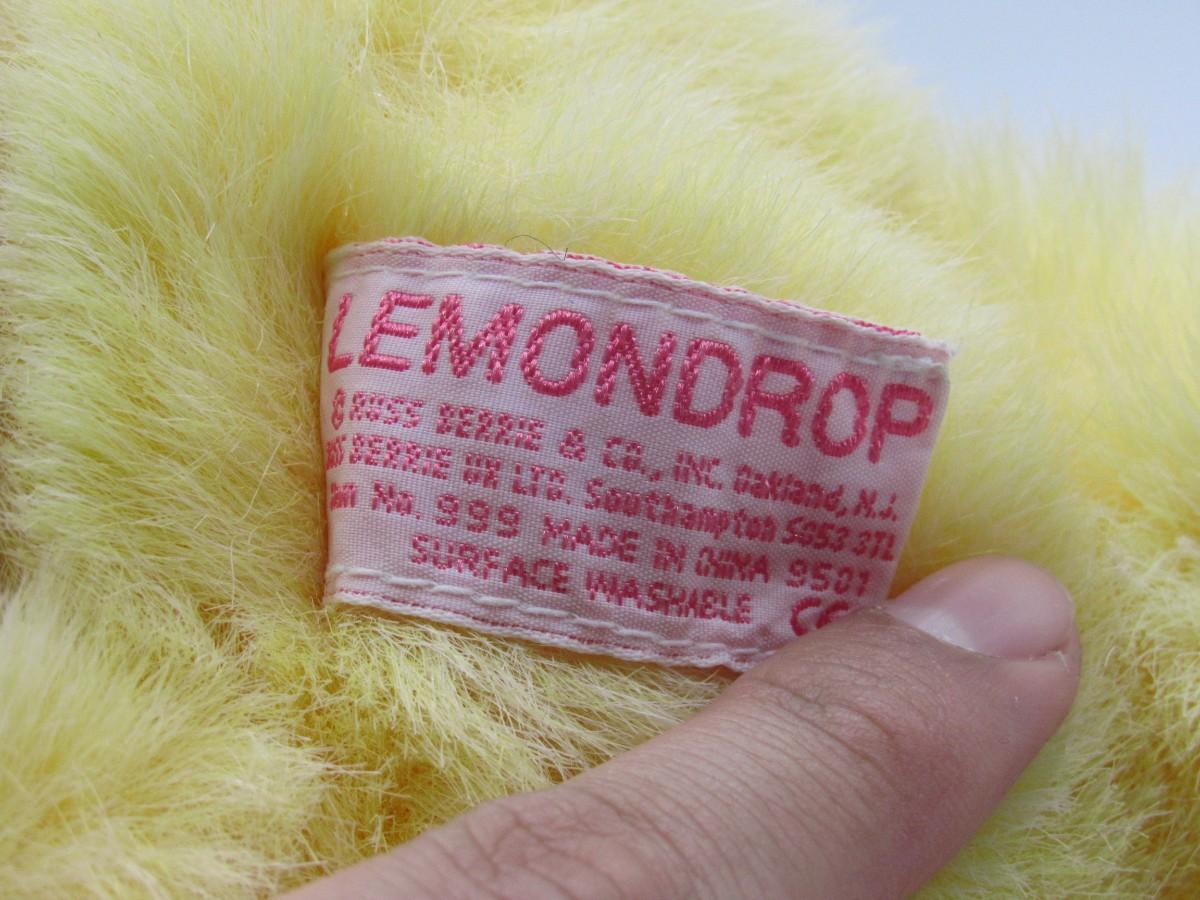 LEMONDROP
© RUSS BERRIE & CO., INC. Oakland, N.J.
BERRIE UK LTD. Southampton SO53 3TL
No. 999 MADE IN CHINA 9501
SURFACE WASHABLE CE